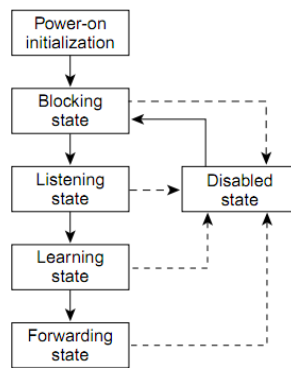 Power-on
initialization
Blocking
state
Listening
state
Disabled
state
Learning
state
Forwarding
state